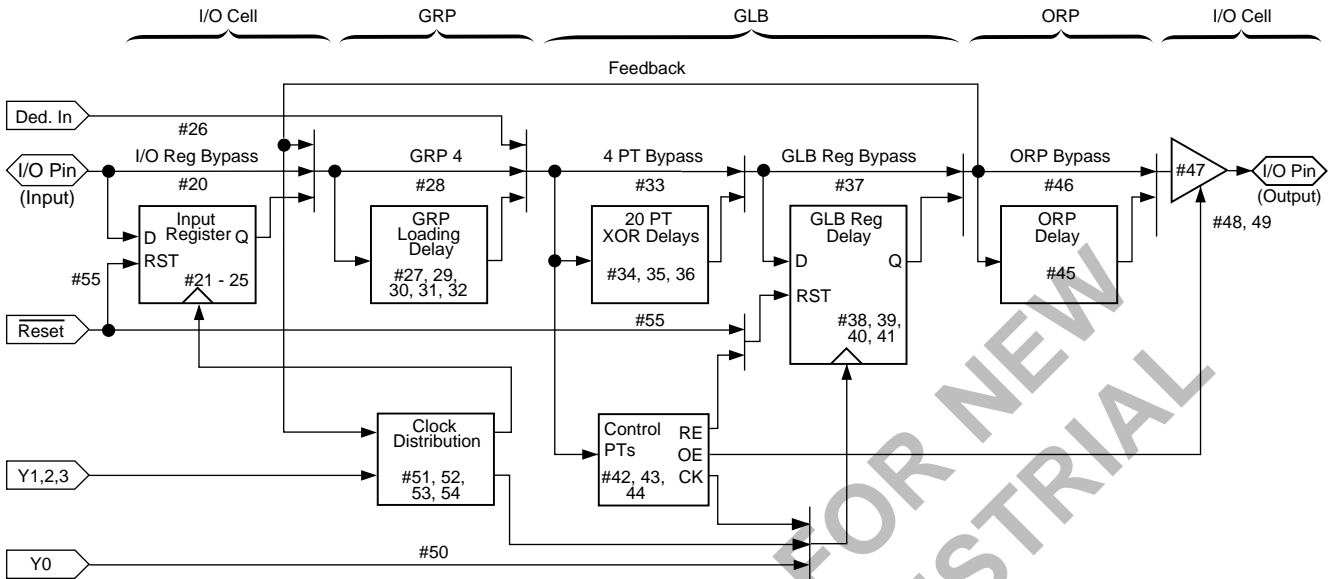 I/O Cell
GRP
GLB
ORP
I/O Cell
Feedback
Ded. In
#26
I/O Pin
(Input)
I/O Reg Bypass
#20
GRP 4
#28
4 PT Bypass
#33
GLB Reg Bypass
#37
ORP Bypass
#46
#47
I/O Pin
(Output)
#48, 49
Input
Register
D
Q
RST
#21 - 25
#55
GRP
Loading
Delay
#27, 29,
30, 31, 32
20 PT
XOR Delays
#34, 35, 36
GLB Reg
Delay
D
Q
RST
#38, 39,
40, 41
ORP
Delay
#45
Reset
#55
Clock
Distribution
#51, 52,
53, 54
Control
PTs
RE
OE
CK
#42, 43,
44
Y1,2,3
Y0
#50
FOR NEW